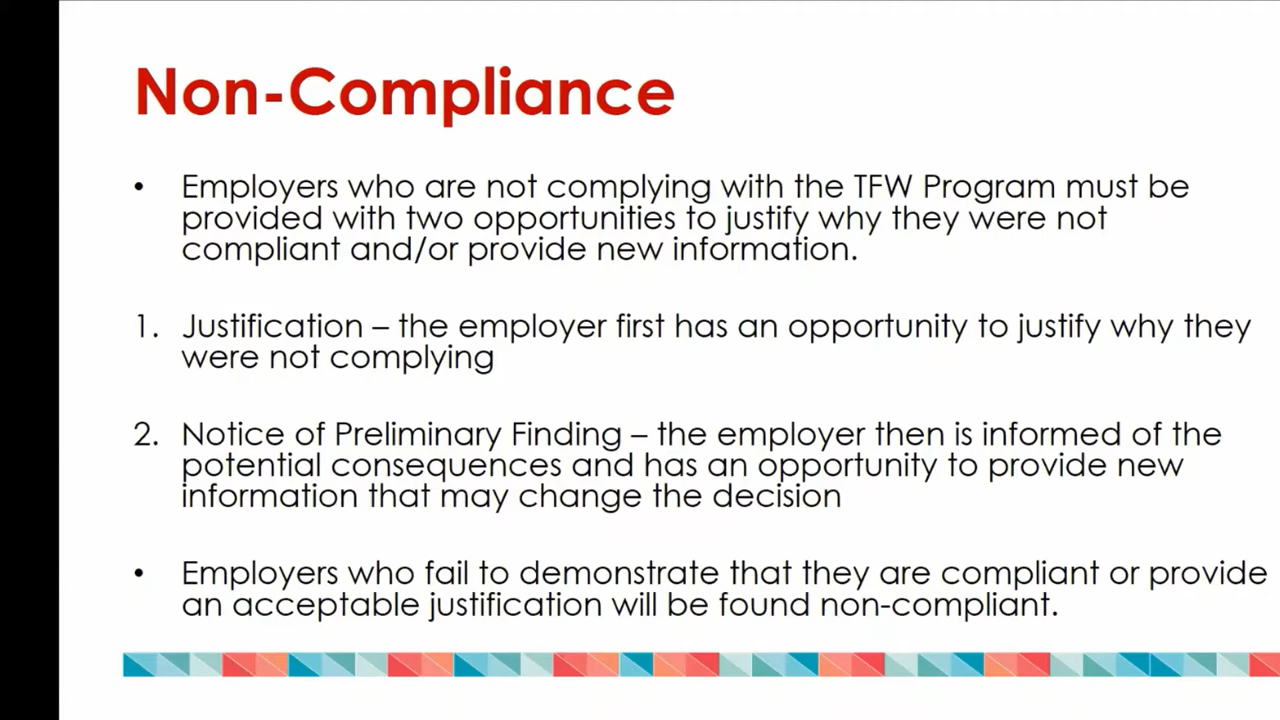 Non-Compliance
• Employers who are not complying with the TFW Program must be
provided with two opportunities to justify why they were not
compliant and/or provide new information.
1. Justification – the employer first has an opportunity to justify why they
were not complying
2. Notice of Preliminary Finding – the employer then is informed of the
potential consequences and has an opportunity to provide new
information that may change the decision
• Employers who fail to demonstrate that they are compliant or provide
an acceptable justification will be found non-compliant.